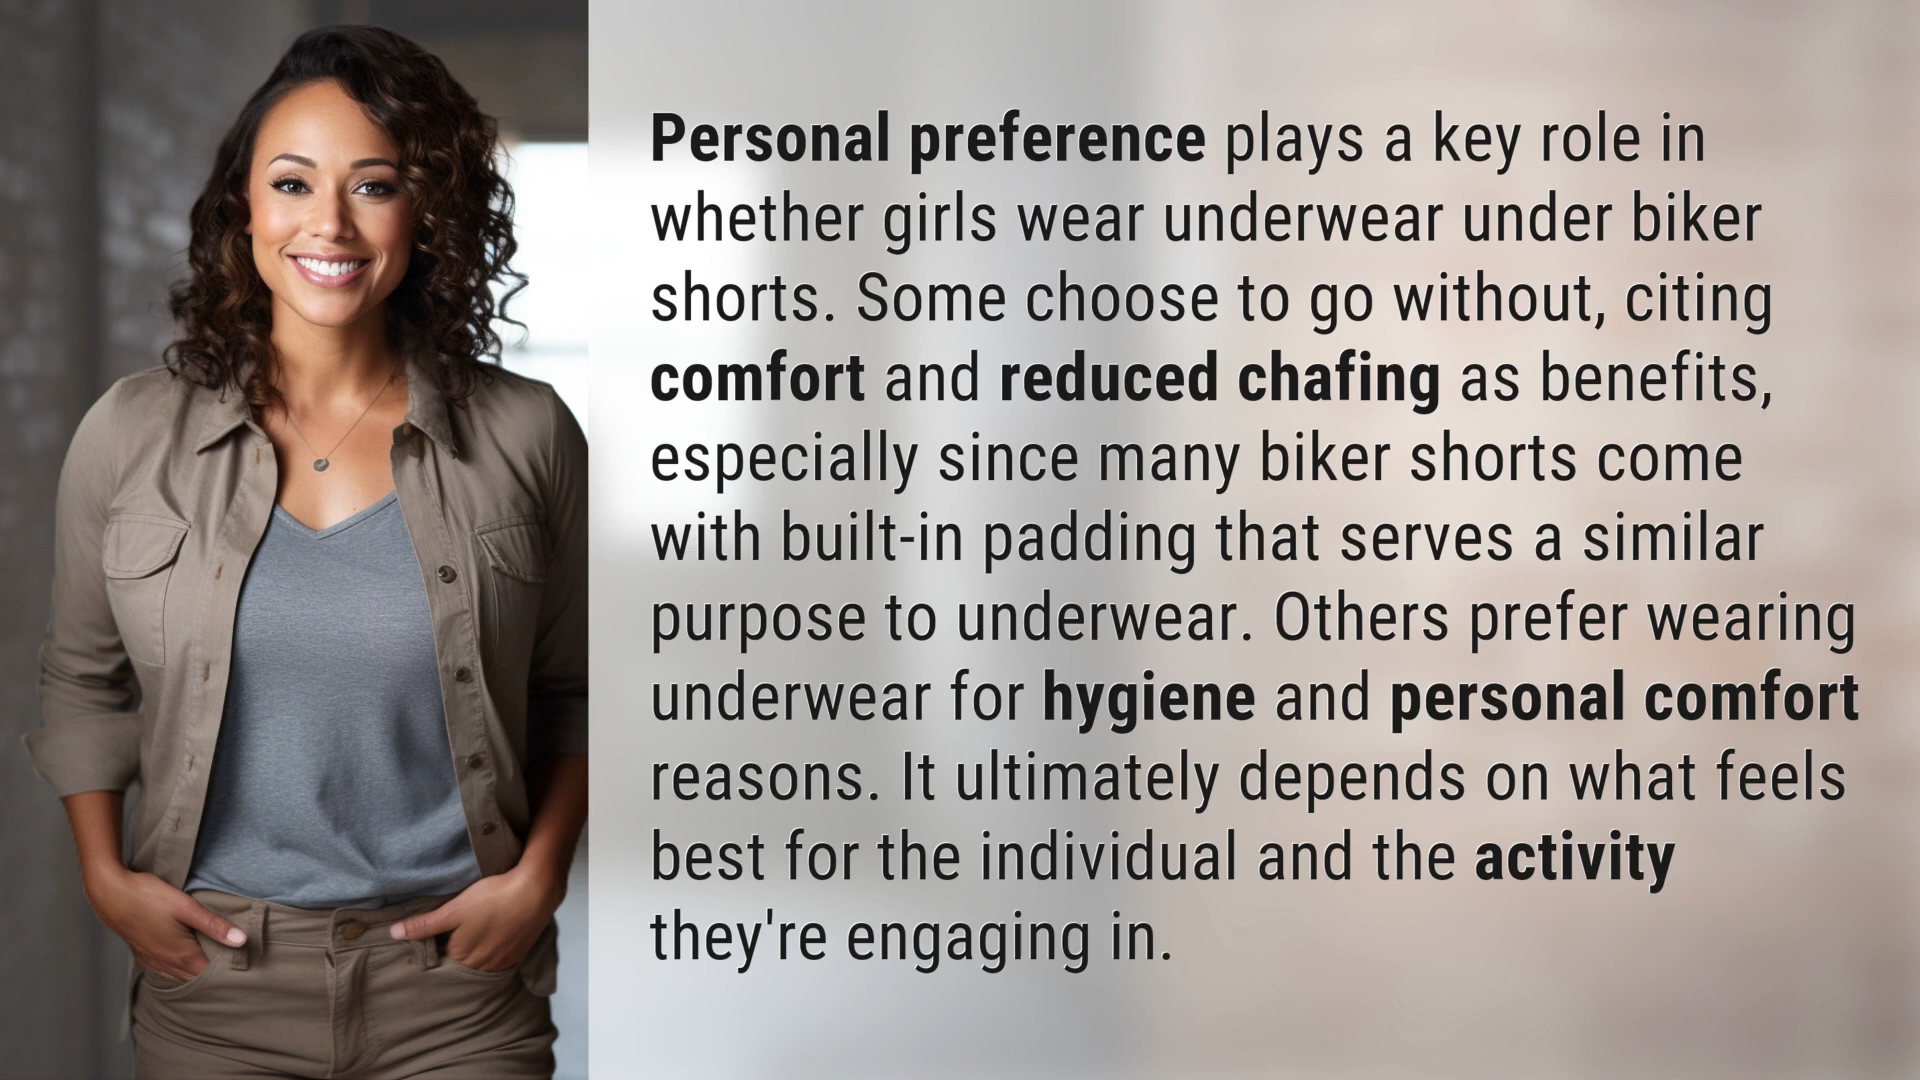 Personal preference plays a key role in
whether girls wear underwear under biker
shorts. Some choose to go without, citing
comfort and reduced chafing as benefits,
especially since many biker shorts come
with built-in padding that serves a similar
purpose to underwear. Others prefer wearing
underwear for hygiene and personal comfort
reasons. It ultimately depends on what feels
best for the individual and the activity
they're engaging in.